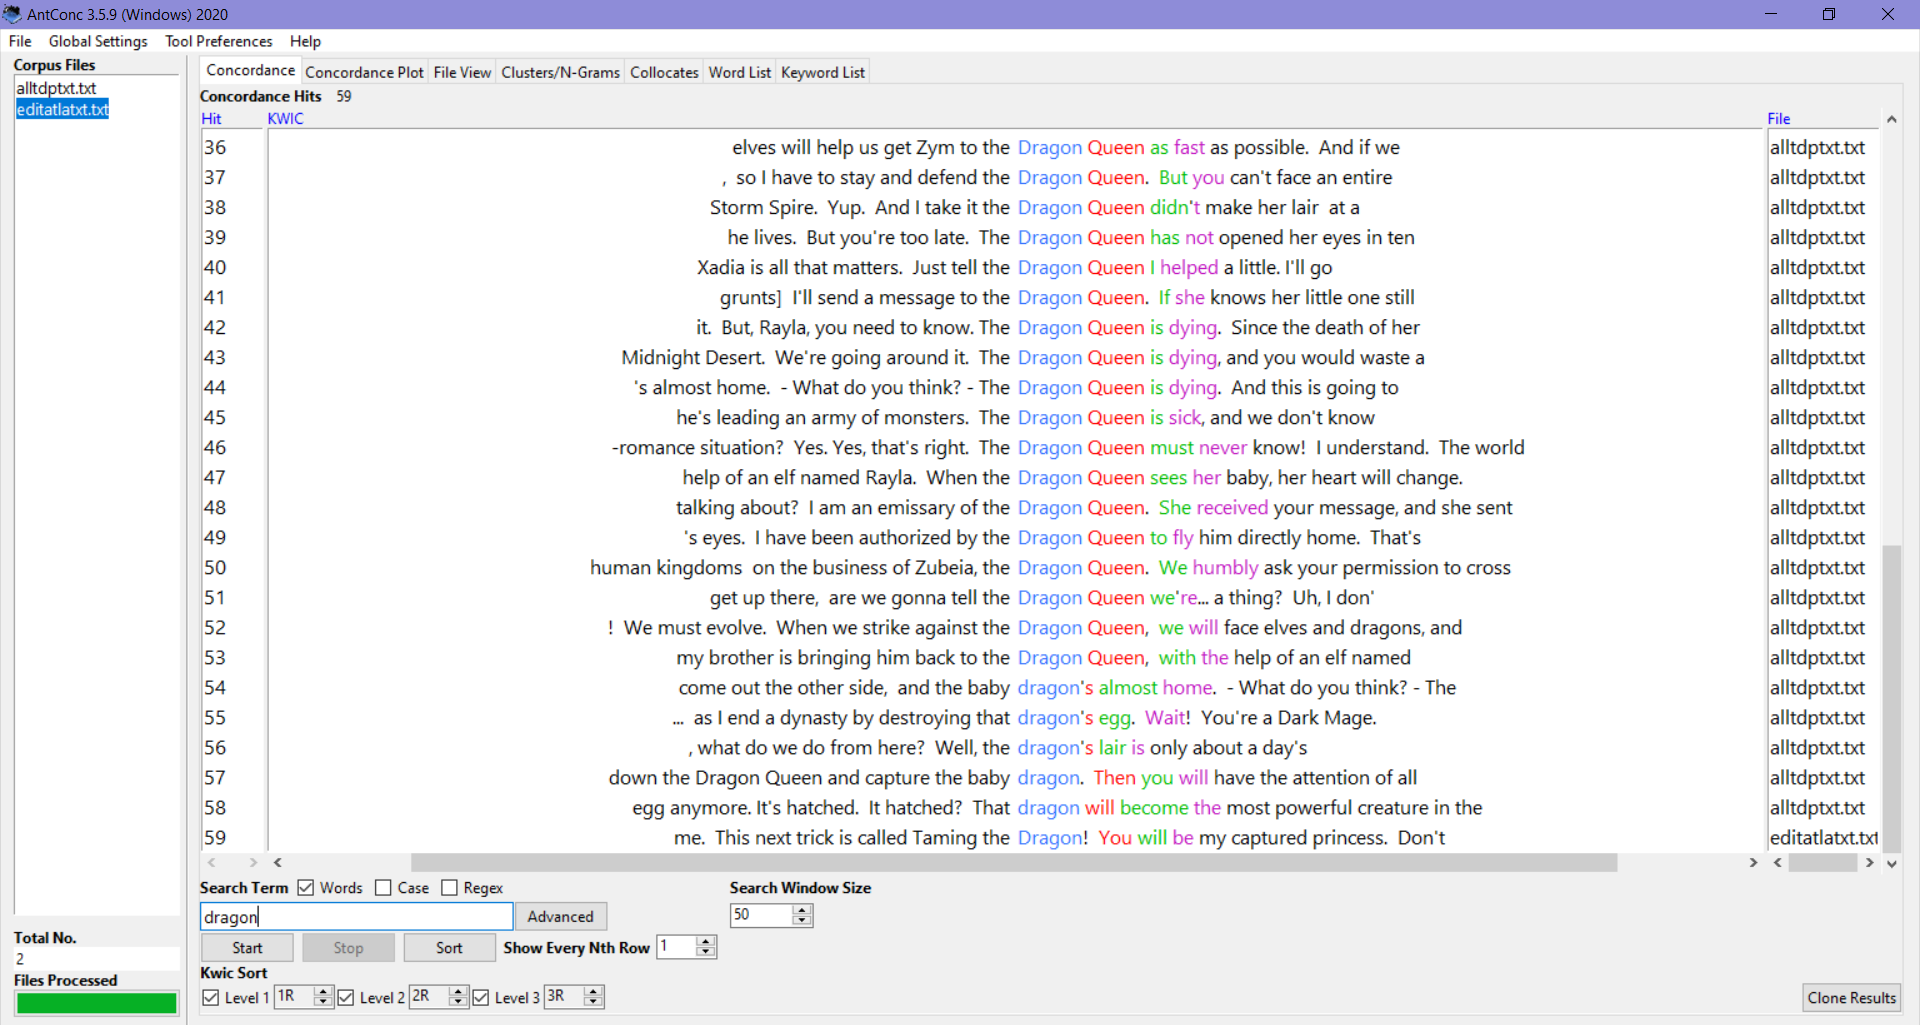 AntConc 3.5.9 (Windows) 2020
File Global Settings Tool Preferences Help
Corpus Files
alltdptxt.txt
editatlatxt.txt
Total No.
2
Files Processed
Concordance Concordance Plot File View Clusters/N-Grams Collocates Word List Keyword List
Concordance Hits 59
Hit KWIC File
36 elves will help us get Zym to the Dragon Queen as fast as possible. And if we alltdptxt.txt
37 , so I have to stay and defend the Dragon Queen. But you can't face an entire alltdptxt.txt
38 Storm Spire. Yup. And I take it the Dragon Queen didn't make her lair at a alltdptxt.txt
39 he lives. But you're too late. The Dragon Queen has not opened her eyes in ten alltdptxt.txt
40 Xadia is all that matters. Just tell the Dragon Queen I helped a little. I'll go alltdptxt.txt
41 grunts] I'll send a message to the Dragon Queen. If she knows her little one still alltdptxt.txt
42 it. But, Rayla, you need to know. The Dragon Queen is dying. Since the death of her alltdptxt.txt
43 Midnight Desert. We're going around it. The Dragon Queen is dying, and you would waste a alltdptxt.txt
44 's almost home. - What do you think? - The Dragon Queen is dying. And this is going to alltdptxt.txt
45 he's leading an army of monsters. The Dragon Queen is sick, and we don't know alltdptxt.txt
46 -romance situation? Yes. Yes, that's right. The Dragon Queen must never know! I understand. The world alltdptxt.txt
47 help of an elf named Rayla. When the Dragon Queen sees her baby, her heart will change. alltdptxt.txt
48 talking about? I am an emissary of the Dragon Queen. She received your message, and she sent alltdptxt.txt
49 's eyes. I have been authorized by the Dragon Queen to fly him directly home. That's alltdptxt.txt
50 human kingdoms on the business of Zubeia, the Dragon Queen. We humbly ask your permission to cross alltdptxt.txt
51 get up there, are we gonna tell the Dragon Queen we're... a thing? Uh, I don' alltdptxt.txt
52 ! We must evolve. When we strike against the Dragon Queen, we will face elves and dragons, and alltdptxt.txt
53 my brother is bringing him back to the Dragon Queen, with the help of an elf named alltdptxt.txt
54 come out the other side, and the baby dragon's almost home. - What do you think? - The alltdptxt.txt
55 ... as I end a dynasty by destroying that dragon's egg. Wait! You're a Dark Mage. alltdptxt.txt
56 , what do we do from here? Well, the dragon's lair is only about a day's alltdptxt.txt
57 down the Dragon Queen and capture the baby dragon. Then you will have the attention of all alltdptxt.txt
58 egg anymore. It's hatched. It hatched? That dragon will become the most powerful creature in the alltdptxt.txt
59 me. This next trick is called Taming the Dragon! You will be my captured princess. Don't editatlatxt.txt
Search Term Words Case Regex Search Window Size
dragon Advanced 50
Start Stop Sort Show Every Nth Row 1
Kwic Sort
Level 1 1R Level 2 2R Level 3 3R Clone Results